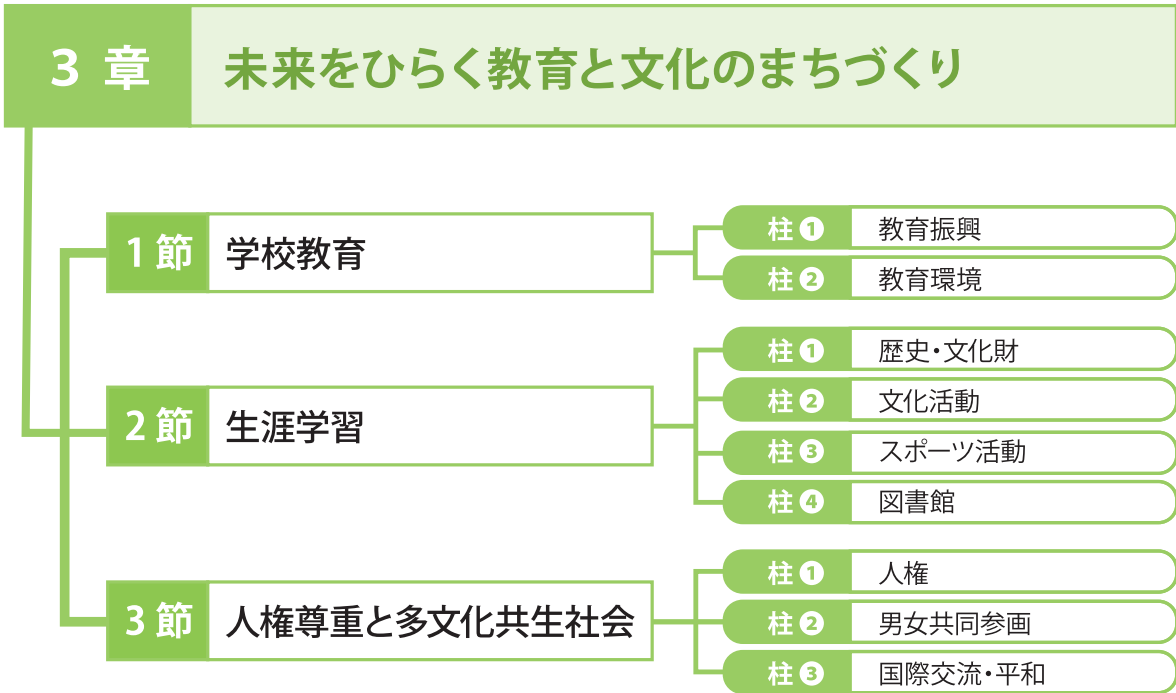 3 章 未来をひらく教育と文化のまちづくり
1 節 学校教育
柱❶ 教育振興
柱❷ 教育環境
2 節 生涯学習
柱❶ 歴史・文化財
柱❷ 文化活動
柱❸ スポーツ活動
柱❹ 図書館
3 節 人権尊重と多文化共生社会
柱❶ 人権
柱❷ 男女共同参画
柱❸ 国際交流・平和